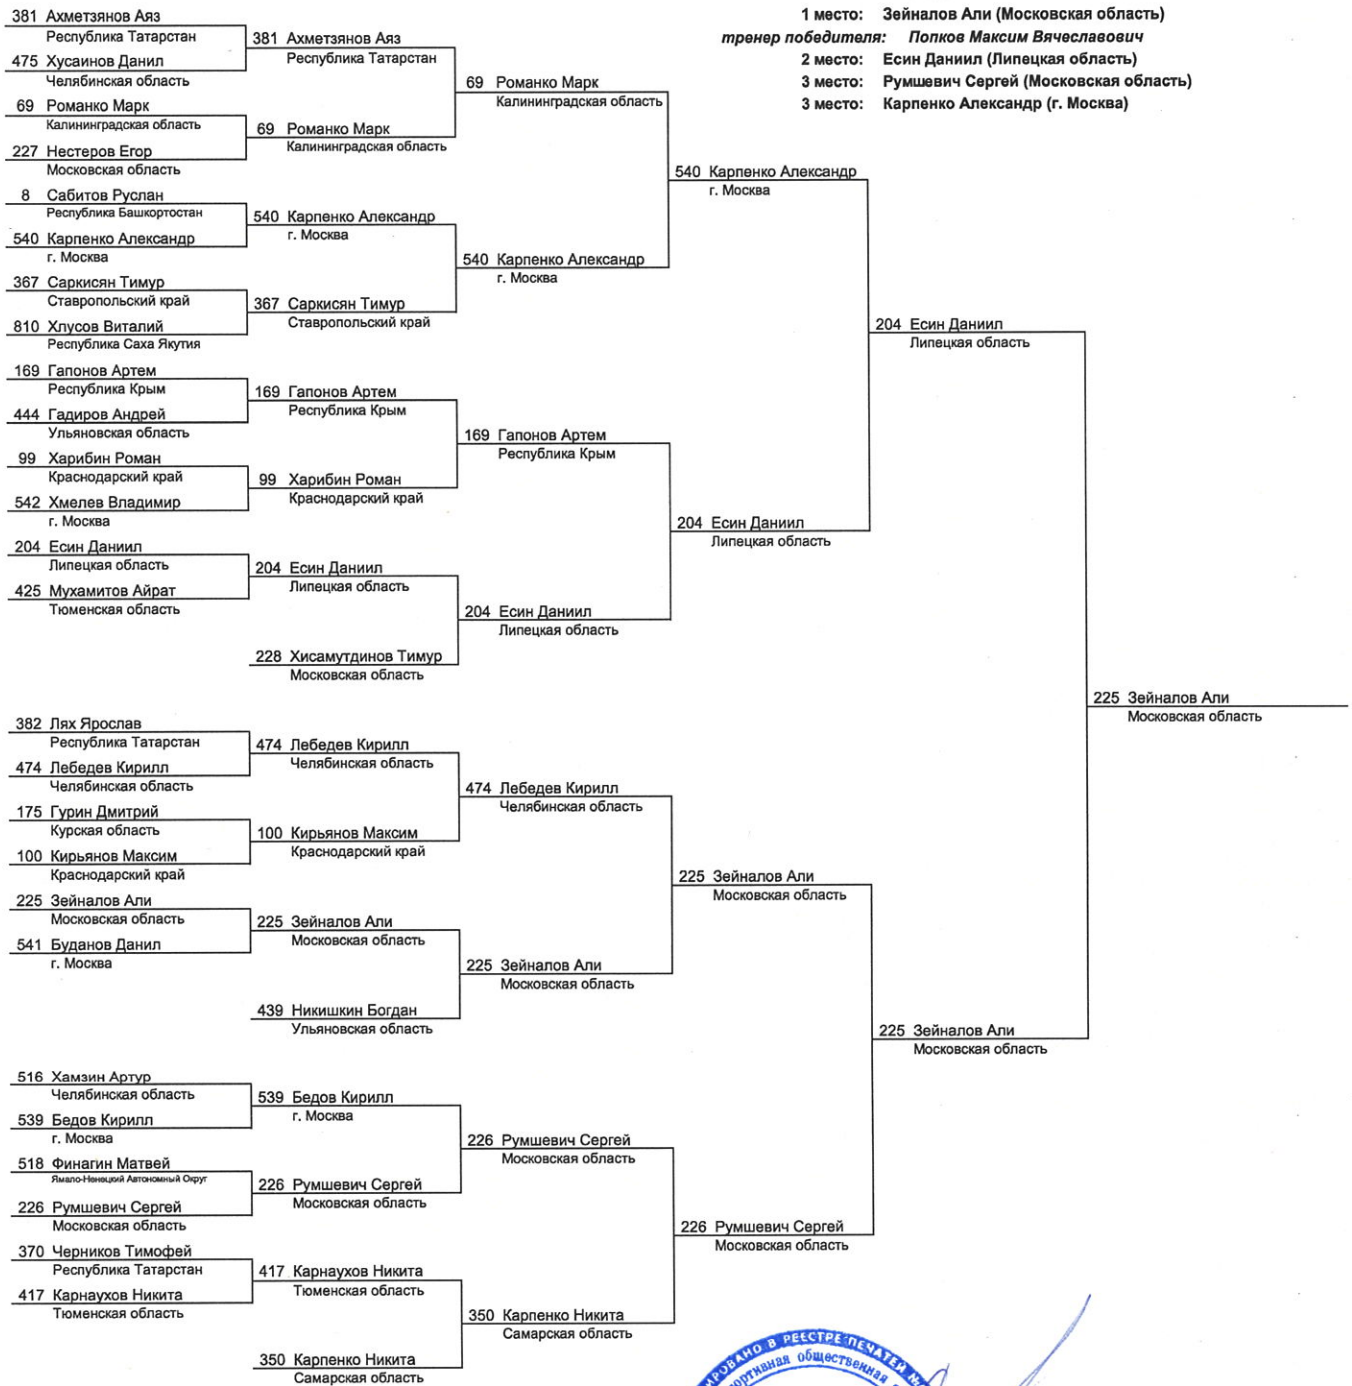 1 место: Зейналов Али (Московская область)
тренер победителя: Попков Максим Вячеславович
2 место: Есин Даниил (Липецкая область)
3 место: Румшевич Сергей (Московская область)
3 место: Карпенко Александр (г. Москва)
381 Ахметзянов Аяз
Республика Татарстан
475 Хусаинов Данил
Челябинская область
69 Романко Марк
Калининградская область
227 Нестеров Егор
Московская область
8 Сабитов Руслан
Республика Башкортостан
540 Карпенко Александр
г. Москва
367 Саркисян Тимур
Ставропольский край
810 Хлусов Виталий
Республика Саха Якутия
169 Гапонов Артем
Республика Крым
444 Гадиров Андрей
Ульяновская область
99 Харибин Роман
Краснодарский край
542 Хмелев Владимир
г. Москва
204 Есин Даниил
Липецкая область
425 Мухамитов Айрат
Тюменская область
382 Лях Ярослав
Республика Татарстан
474 Лебедев Кирилл
Челябинская область
175 Гурин Дмитрий
Курская область
100 Кирьянов Максим
Краснодарский край
225 Зейналов Али
Московская область
541 Буданов Данил
г. Москва
516 Хамзин Артур
Челябинская область
539 Бедов Кирилл
г. Москва
518 Финагин Матвей
Ямало-Ненецкий Автономный Округ
226 Румшевич Сергей
Московская область
370 Черников Тимофей
Республика Татарстан
417 Карнаухов Никита
Тюменская область
381 Ахметзянов Аяз
Республика Татарстан
69 Романко Марк
Калининградская область
540 Карпенко Александр
г. Москва
367 Саркисян Тимур
Ставропольский край
169 Гапонов Артем
Республика Крым
99 Харибин Роман
Краснодарский край
204 Есин Даниил
Липецкая область
228 Хисамутдинов Тимур
Московская область
474 Лебедев Кирилл
Челябинская область
100 Кирьянов Максим
Краснодарский край
225 Зейналов Али
Московская область
439 Никишкин Богдан
Ульяновская область
539 Бедов Кирилл
г. Москва
226 Румшевич Сергей
Московская область
417 Карнаухов Никита
Тюменская область
350 Карпенко Никита
Самарская область
69 Романко Марк
Калининградская область
540 Карпенко Александр
г. Москва
169 Гапонов Артем
Республика Крым
204 Есин Даниил
Липецкая область
474 Лебедев Кирилл
Челябинская область
225 Зейналов Али
Московская область
226 Румшевич Сергей
Московская область
350 Карпенко Никита
Самарская область
540 Карпенко Александр
г. Москва
204 Есин Даниил
Липецкая область
225 Зейналов Али
Московская область
226 Румшевич Сергей
Московская область
204 Есин Даниил
Липецкая область
225 Зейналов Али
Московская область
225 Зейналов Али
Московская область
В РЕЕСТРЕ ПЕЧАТЕЙ
общественная